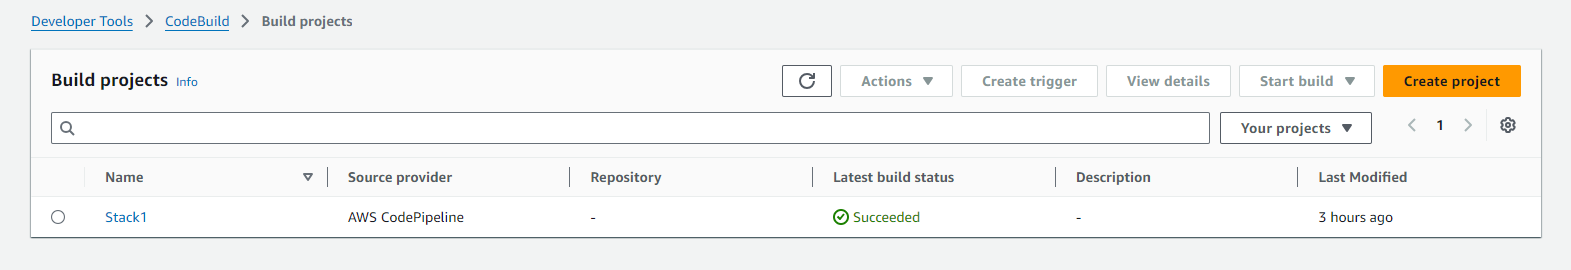 Developer Tools > CodeBuild > Build projects
Build projects Info Actions Create trigger View details Start build Create project
Your projects 1
Name Source provider Repository Latest build status Description Last Modified
Stack1 AWS CodePipeline - Succeeded - 3 hours ago